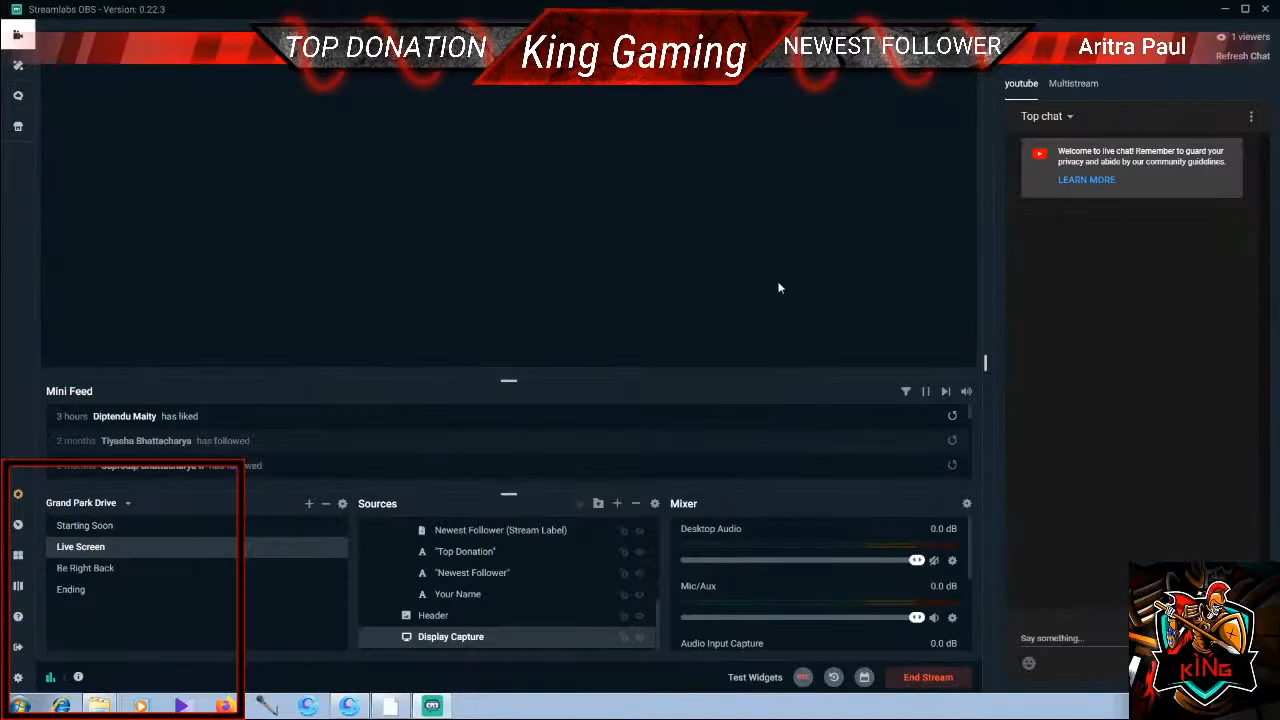 Streamlabs OBS - Version: 0.22.3
TOP DONATION
King Gaming
NEWEST FOLLOWER
Aritra Paul
1 viewers
Refresh Chat
youtube
Multistream
Top chat
Welcome to live chat! Remember to guard your
privacy and abide by our community guidelines.
LEARN MORE
Mini Feed
3 hours Diptendu Maity has liked
2 months Tiyasha Bhattacharya has followed
2 months
Grand Park Drive
Starting Soon
Live Screen
Be Right Back
Ending
Sources
Newest Follower (Stream Label)
"Top Donation"
"Newest Follower"
Your Name
Header
Display Capture
Mixer
Desktop Audio 0.0 dB
Mic/Aux 0.0 dB
Audio Input Capture 0.0 dB
Say something...
Test Widgets
REC
End Stream
KING